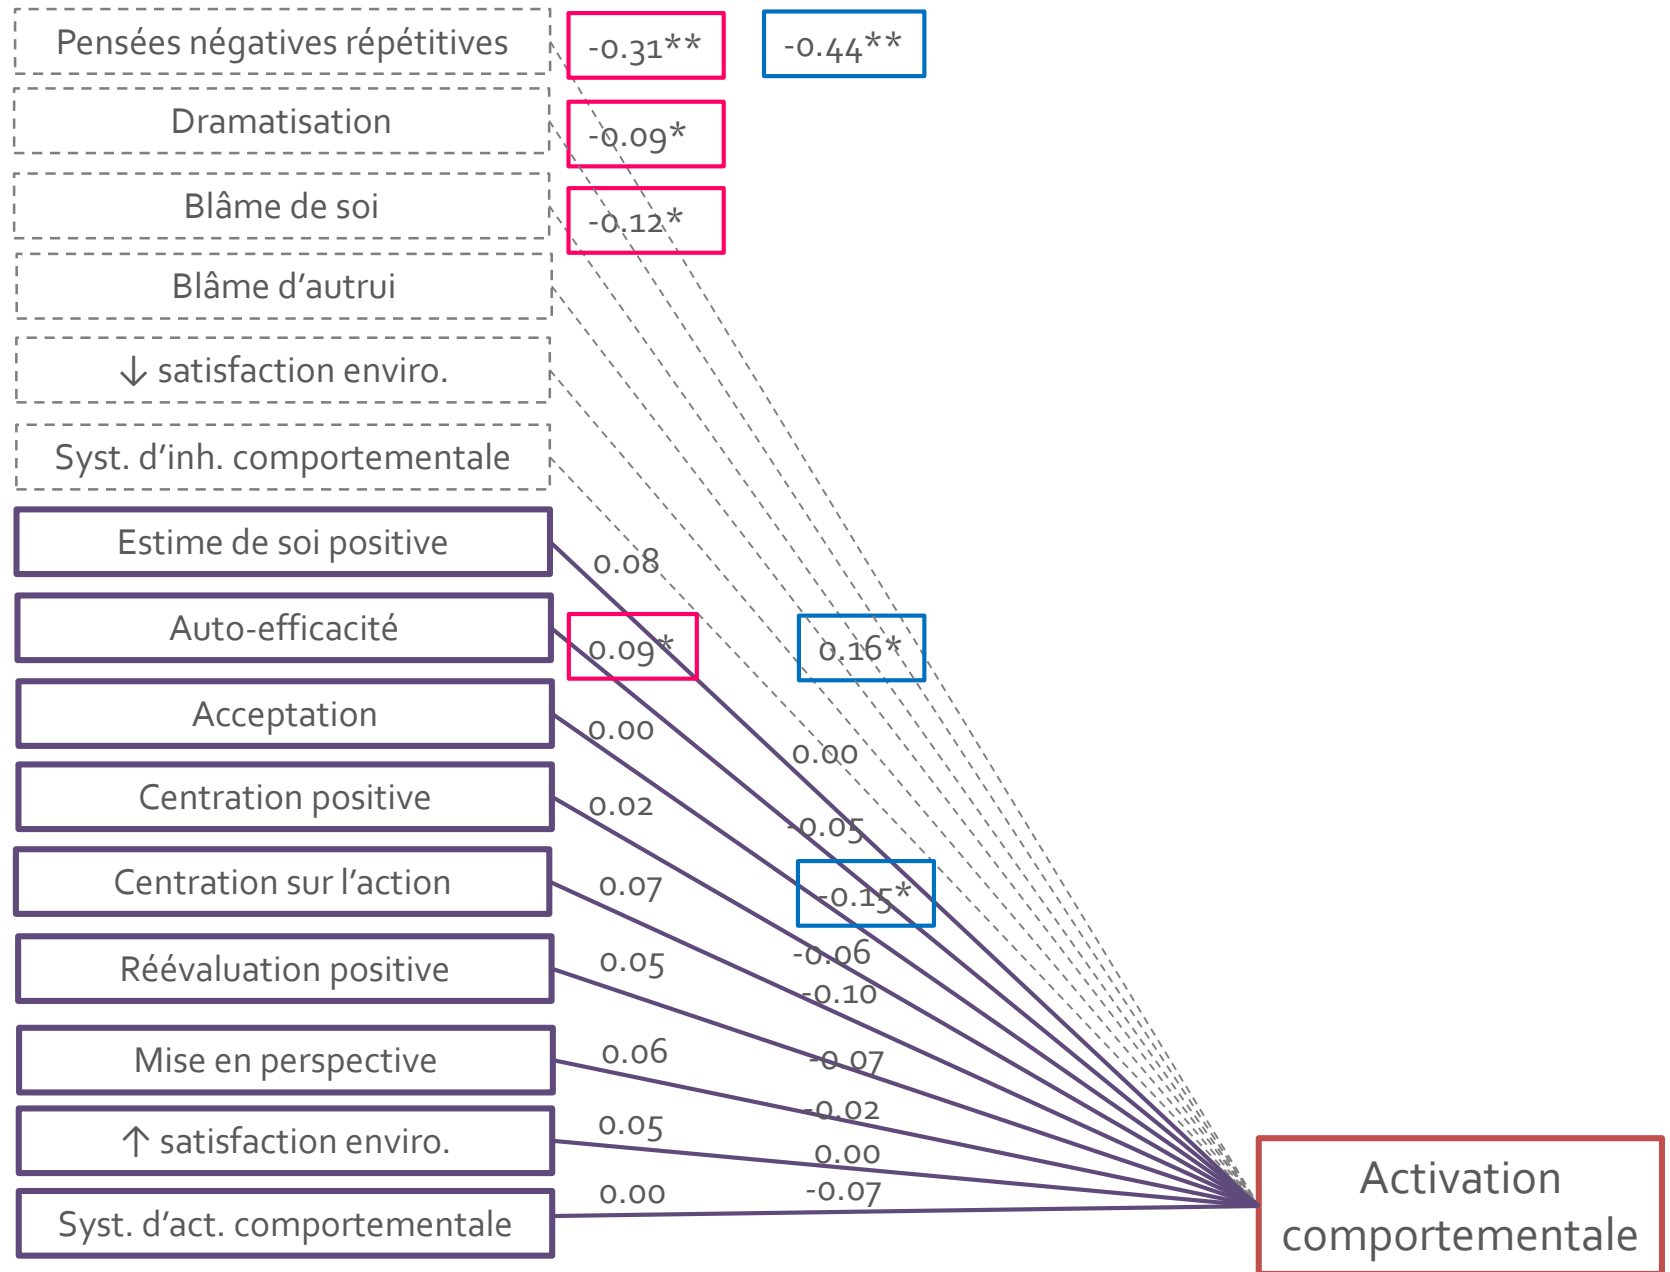 Pensées négatives répétitives -0.31** -0.44**
Dramatisation -0.09*
Blâme de soi -0.12*
Blâme d'autrui
↓ satisfaction enviro.
Syst. d'inh. comportementale
Estime de soi positive 0.08
Auto-efficacité 0.09* 0.16*
Acceptation 0.00
0.00
Centration positive 0.02
-0.05
Centration sur l'action 0.07 -0.15*
Réévaluation positive 0.05 -0.06
-0.10
Mise en perspective 0.06 -0.07
-0.02
↑ satisfaction enviro. 0.05
0.00
Syst. d'act. comportementale 0.00 -0.07
Activation
comportementale